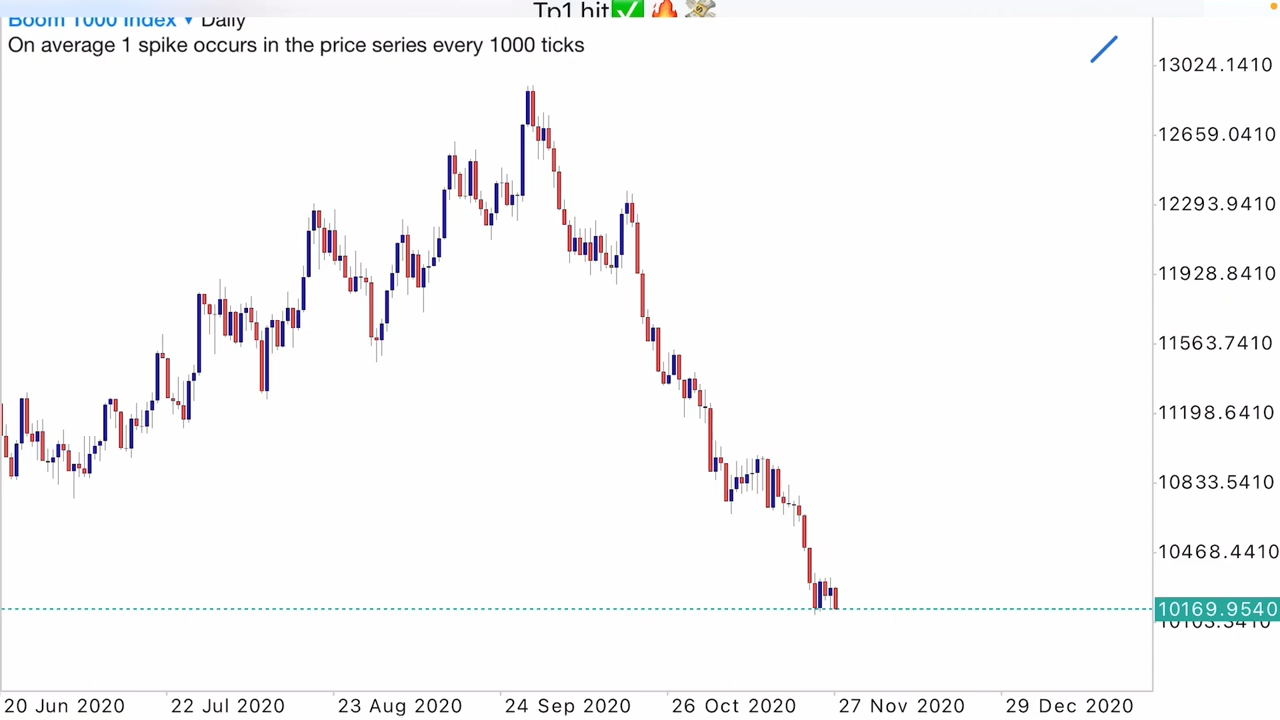 Tp1 hit✅ 🔥 💸
Boom 1000 Index ▾ Daily
On average 1 spike occurs in the price series every 1000 ticks
13024.1410
12659.0410
12293.9410
11928.8410
11563.7410
11198.6410
10833.5410
10468.4410
10169.9540
10103.3410
20 Jun 2020 22 Jul 2020 23 Aug 2020 24 Sep 2020 26 Oct 2020 27 Nov 2020 29 Dec 2020